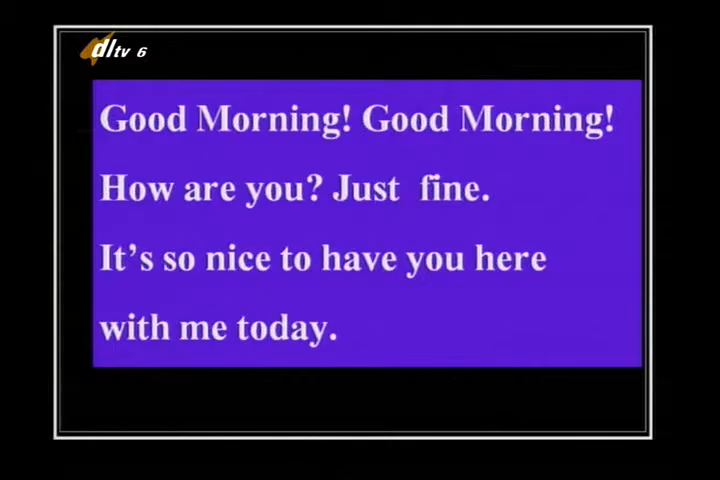 dltv 6
Good Morning! Good Morning!
How are you? Just fine.
It's so nice to have you here
with me today.